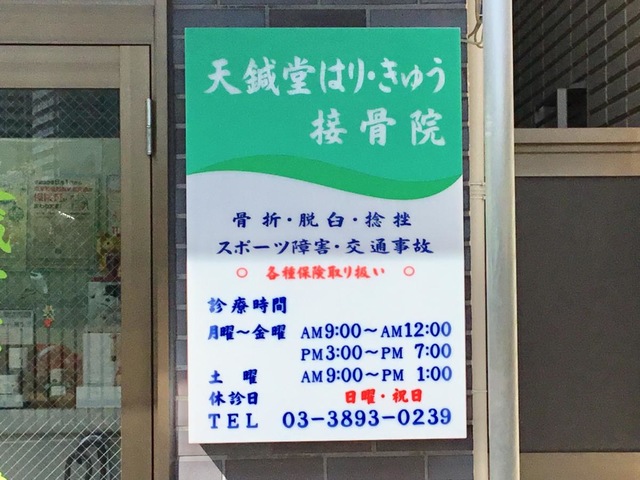 天鍼堂はり・きゅう
接骨院
骨折・脱臼・捻挫
スポーツ障害・交通事故
○ 各種保険取り扱い ○
診療時間
月曜～金曜 AM9:00～AM12:00
PM3:00～PM 7:00
土曜 AM9:00～PM 1:00
休診日 日曜・祝日
TEL 03-3893-0239